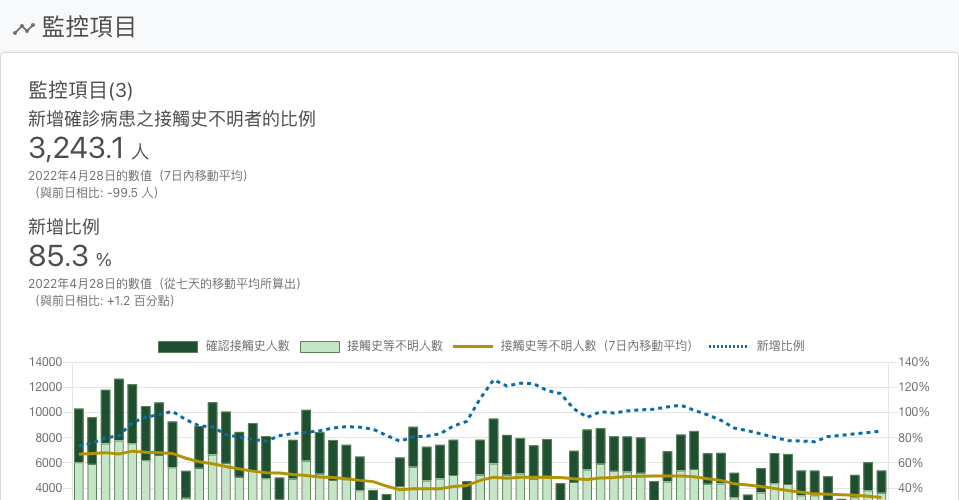 監控項目
監控項目(3)
新增確診病患之接觸史不明者的比例
3,243.1 人
2022年4月28日的數值（7日內移動平均）
（與前日相比: -99.5 人）
新增比例
85.3 %
2022年4月28日的數值（從七天的移動平均所算出）
（與前日相比: +1.2 百分點）
確認接觸史人數 接觸史等不明人數 接觸史等不明人數（7日內移動平均） 新增比例
14000 140%
12000 120%
10000 100%
8000 80%
6000 60%
4000 40%